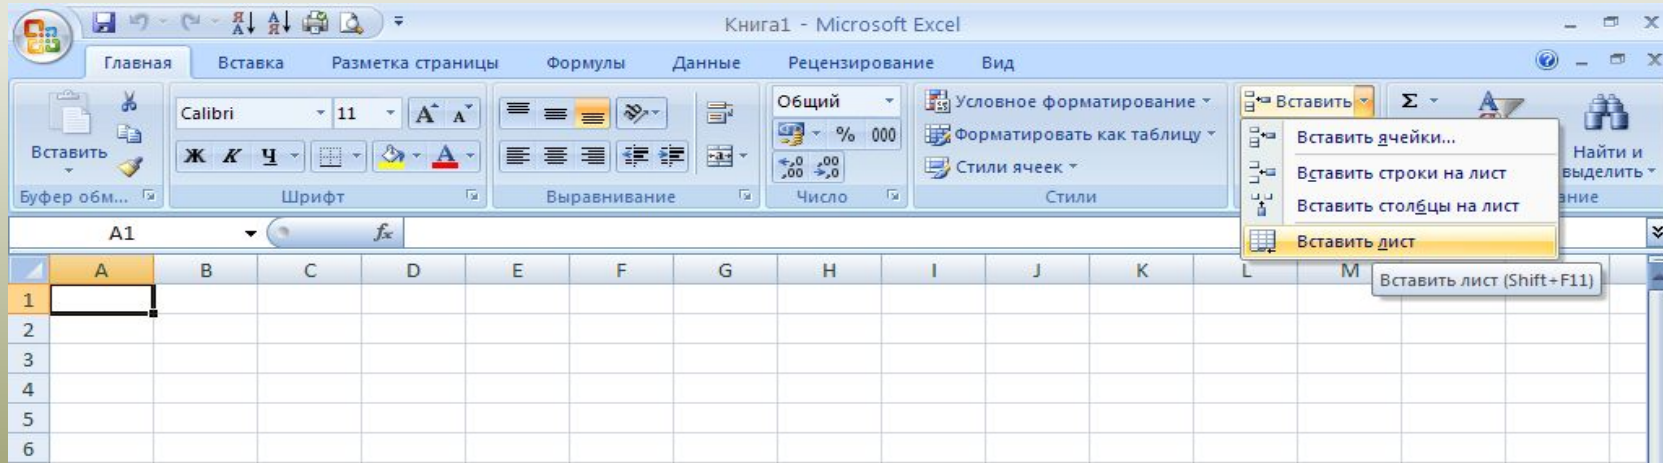 Книга1 - Microsoft Excel
Главная Вставка Разметка страницы Формулы Данные Рецензирование Вид
Вставить
Буфер обм...
Calibri 11
Ж К Ч
Шрифт
Выравнивание
Общий
% 000
Число
Условное форматирование
Форматировать как таблицу
Стили ячеек
Стили
Вставить
Σ
Найти и
выделить
ание
Вставить ячейки...
Вставить строки на лист
Вставить столбцы на лист
Вставить лист
Вставить лист (Shift+F11)
A1 fx
A B C D E F G H I J K L M
1
2
3
4
5
6